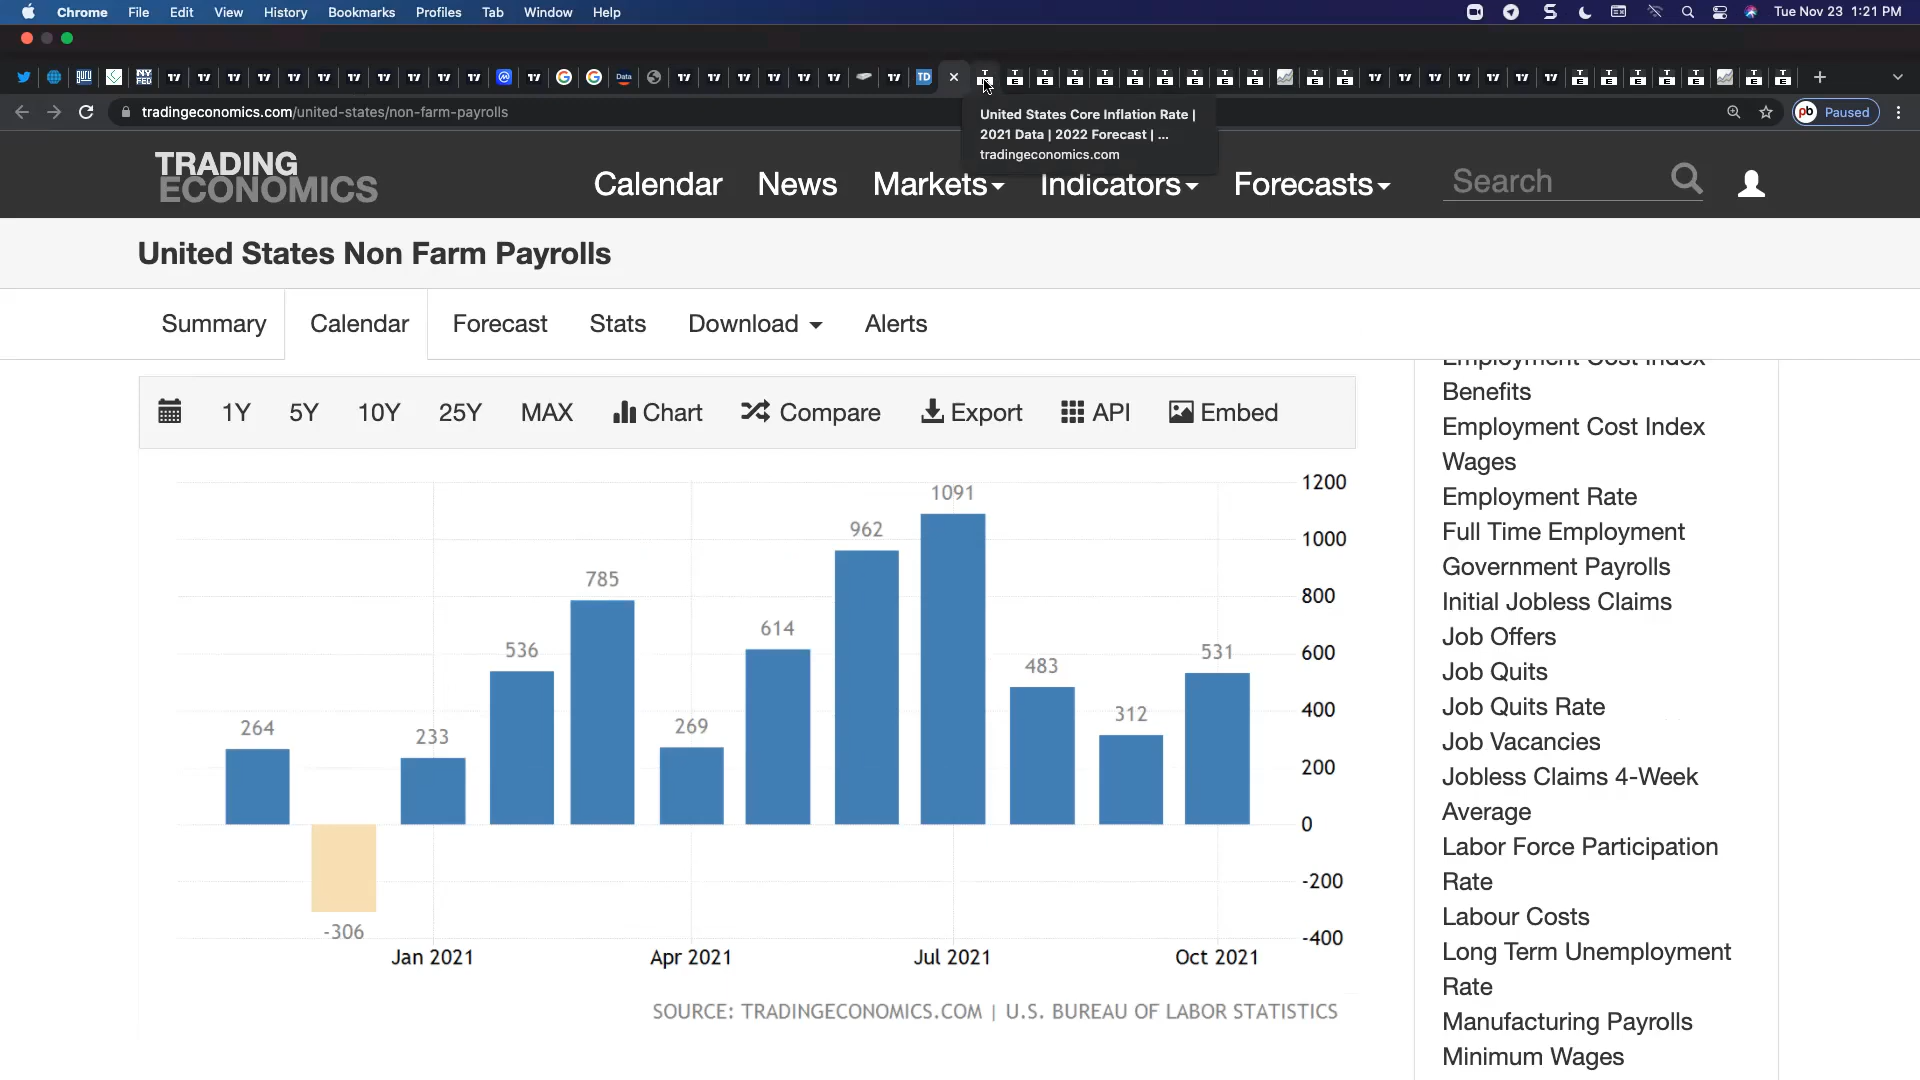 Chrome File Edit View History Bookmarks Profiles Tab Window Help Tue Nov 23 1:21 PM
tradingeconomics.com/united-states/non-farm-payrolls
Paused
United States Core Inflation Rate |
2021 Data | 2022 Forecast | ...
tradingeconomics.com
TRADING
ECONOMICS
Calendar News Markets Indicators Forecasts Search
United States Non Farm Payrolls
Summary Calendar Forecast Stats Download Alerts
1Y 5Y 10Y 25Y MAX Chart Compare Export API Embed
1200
1091
1000
962
800
785
614
600
536
483
531
400
312
264
233
269
200
0
-200
-306
-400
Jan 2021 Apr 2021 Jul 2021 Oct 2021
SOURCE: TRADINGECONOMICS.COM | U.S. BUREAU OF LABOR STATISTICS
Employment Cost Index
Benefits
Employment Cost Index
Wages
Employment Rate
Full Time Employment
Government Payrolls
Initial Jobless Claims
Job Offers
Job Quits
Job Quits Rate
Job Vacancies
Jobless Claims 4-Week
Average
Labor Force Participation
Rate
Labour Costs
Long Term Unemployment
Rate
Manufacturing Payrolls
Minimum Wages